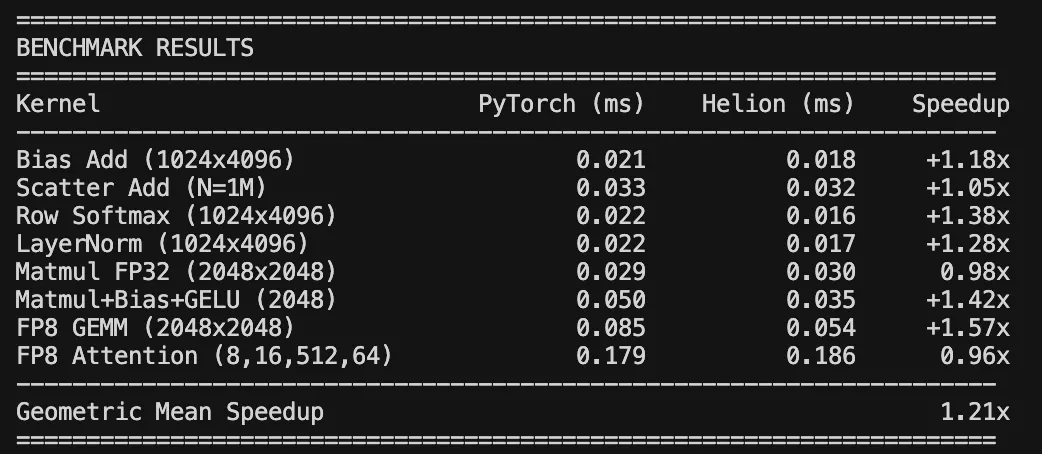 ================================================================================
BENCHMARK RESULTS
================================================================================
Kernel                                 PyTorch (ms)     Helion (ms)     Speedup
--------------------------------------------------------------------------------
Bias Add (1024x4096)                          0.021           0.018      +1.18x
Scatter Add (N=1M)                            0.033           0.032      +1.05x
Row Softmax (1024x4096)                       0.022           0.016      +1.38x
LayerNorm (1024x4096)                         0.022           0.017      +1.28x
Matmul FP32 (2048x2048)                       0.029           0.030       0.98x
Matmul+Bias+GELU (2048)                       0.050           0.035      +1.42x
FP8 GEMM (2048x2048)                          0.085           0.054      +1.57x
FP8 Attention (8,16,512,64)                   0.179           0.186       0.96x
--------------------------------------------------------------------------------
Geometric Mean Speedup                                                    1.21x
================================================================================